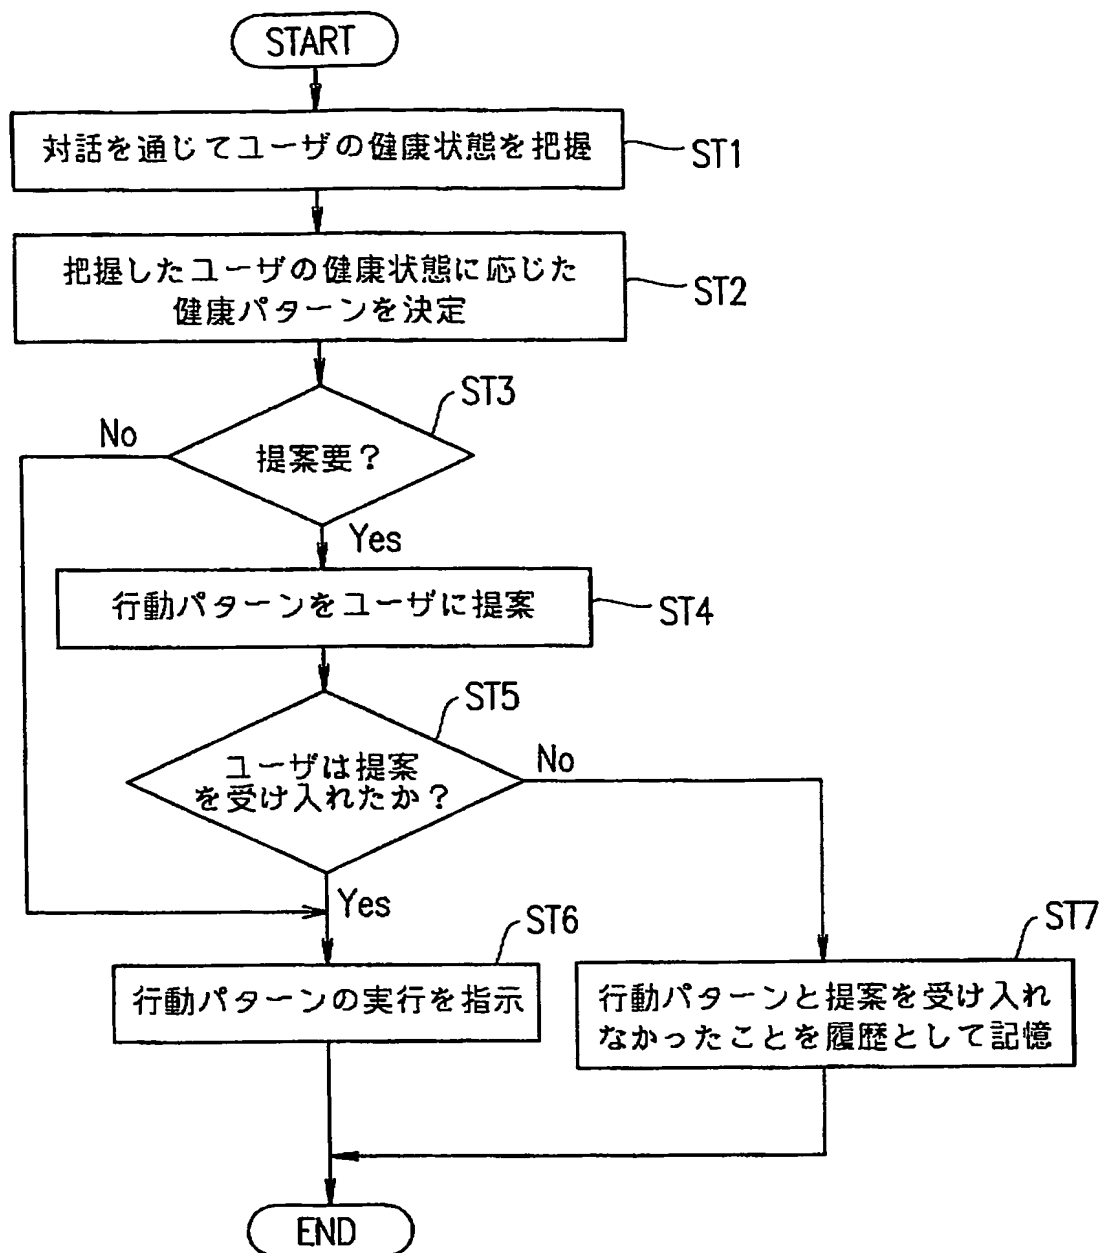 START
対話を通じてユーザの健康状態を把握
ST1
把握したユーザの健康状態に応じた
健康パターンを決定
ST2
ST3
No
提案要?
Yes
行動パターンをユーザに提案
ST4
ST5
ユーザは提案
を受け入れたか?
No
Yes
ST6
行動パターンの実行を指示
ST7
行動パターンと提案を受け入れ
なかったことを履歴として記憶
END